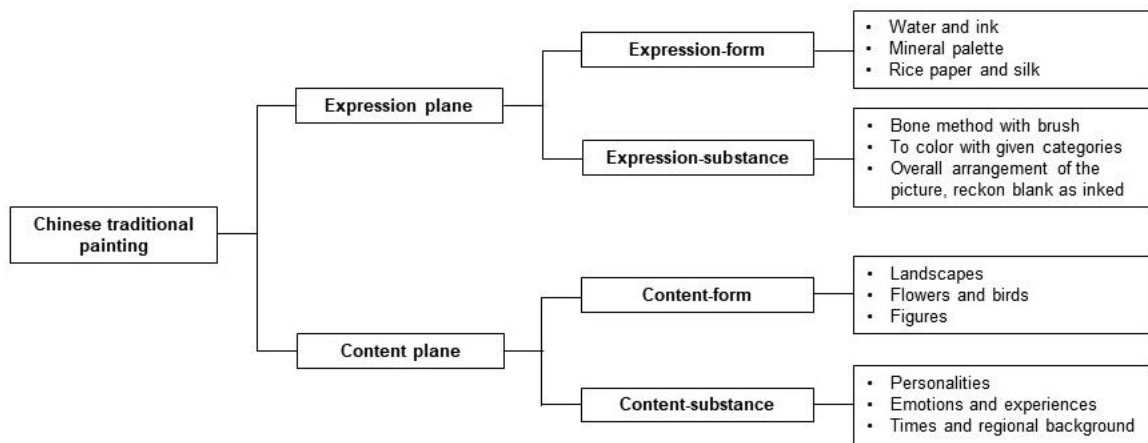 Chinese traditional
painting
Expression plane
Content plane
Expression-form
Expression-substance
Content-form
Content-substance
• Water and ink
• Mineral palette
• Rice paper and silk
• Bone method with brush
• To color with given categories
• Overall arrangement of the
picture, reckon blank as inked
• Landscapes
• Flowers and birds
• Figures
• Personalities
• Emotions and experiences
• Times and regional background